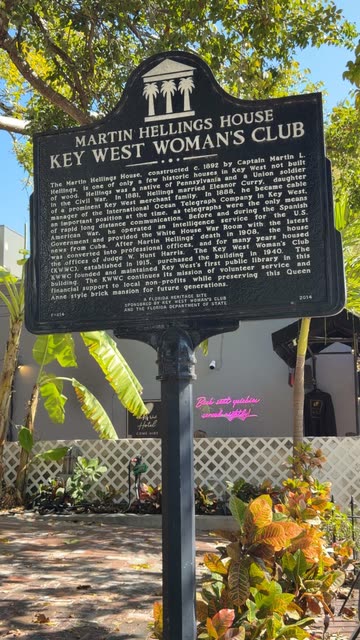 MARTIN HELLINGS HOUSE
KEY WEST WOMAN'S CLUB
The Martin Hellings House, constructed c. 1892 by Captain Martin L.
Hellings, is one of only a few historic houses in Key West not built
of wood. Hellings was a native of Pennsylvania and a Union soldier
in the Civil War. In 1881, Hellings married Eleanor Curry, daughter
of a prominent Key West merchant family. In 1888, he became cable
manager of the International Ocean Telegraph Company in Key West,
an important position at the time, as telegraphs were the only means
of rapid long distance communication. Before and during the Spanish
American War, he operated an intelligence service for the U.S.
Government and provided the White House War Room with the latest
news from Cuba. After Martin Hellings' death in 1908, the house
was converted into professional offices, and for many years housed
the offices of Judge W. Hunt Harris. The Key West Woman's Club
(KWWC), established in 1915, purchased the building in 1940. The
KWWC founded and maintained Key West's first public library in this
building. The KWWC continues its mission of volunteer service and
financial support to local non-profits while preserving this Queen
Anne style brick mansion for future generations.
A FLORIDA HERITAGE SITE
SPONSORED BY KEY WEST WOMAN'S CLUB
AND THE FLORIDA DEPARTMENT OF STATE
2014
Hotel
COME SEE